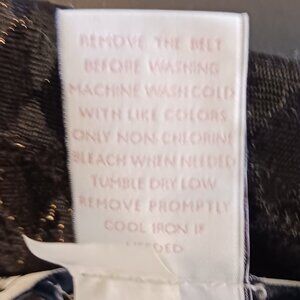 REMOVE THE BELT
BEFORE WASHING
MACHINE WASH COLD
WITH LIKE COLORS
ONLY NON-CHLORINE
BLEACH WHEN NEEDED
TUMBLE DRY LOW
REMOVE PROMPTLY
COOL IRON IF
NEEDED